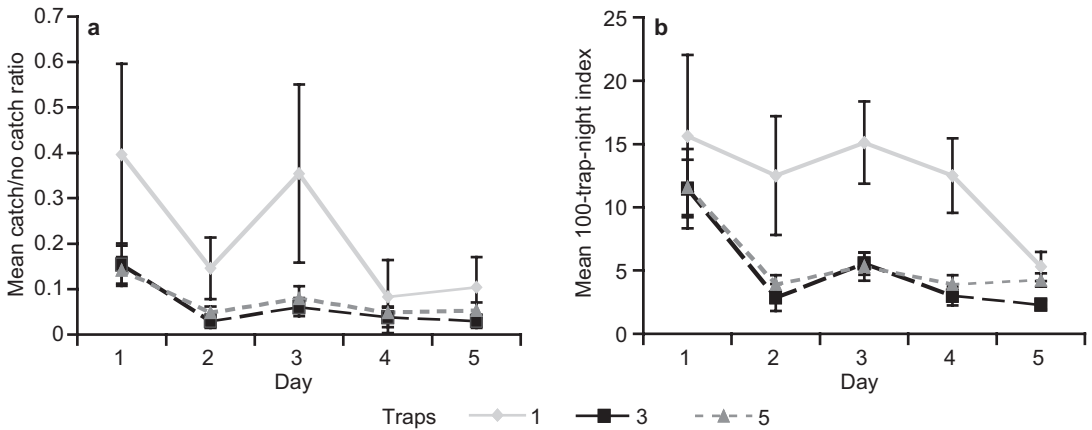 a
Mean catch/no catch ratio
0.7
0.6
0.5
0.4
0.3
0.2
0.1
0
1 2 3 4 5
Day
b
Mean 100-trap-night index
25
20
15
10
5
0
1 2 3 4 5
Day
Traps 1 3 5